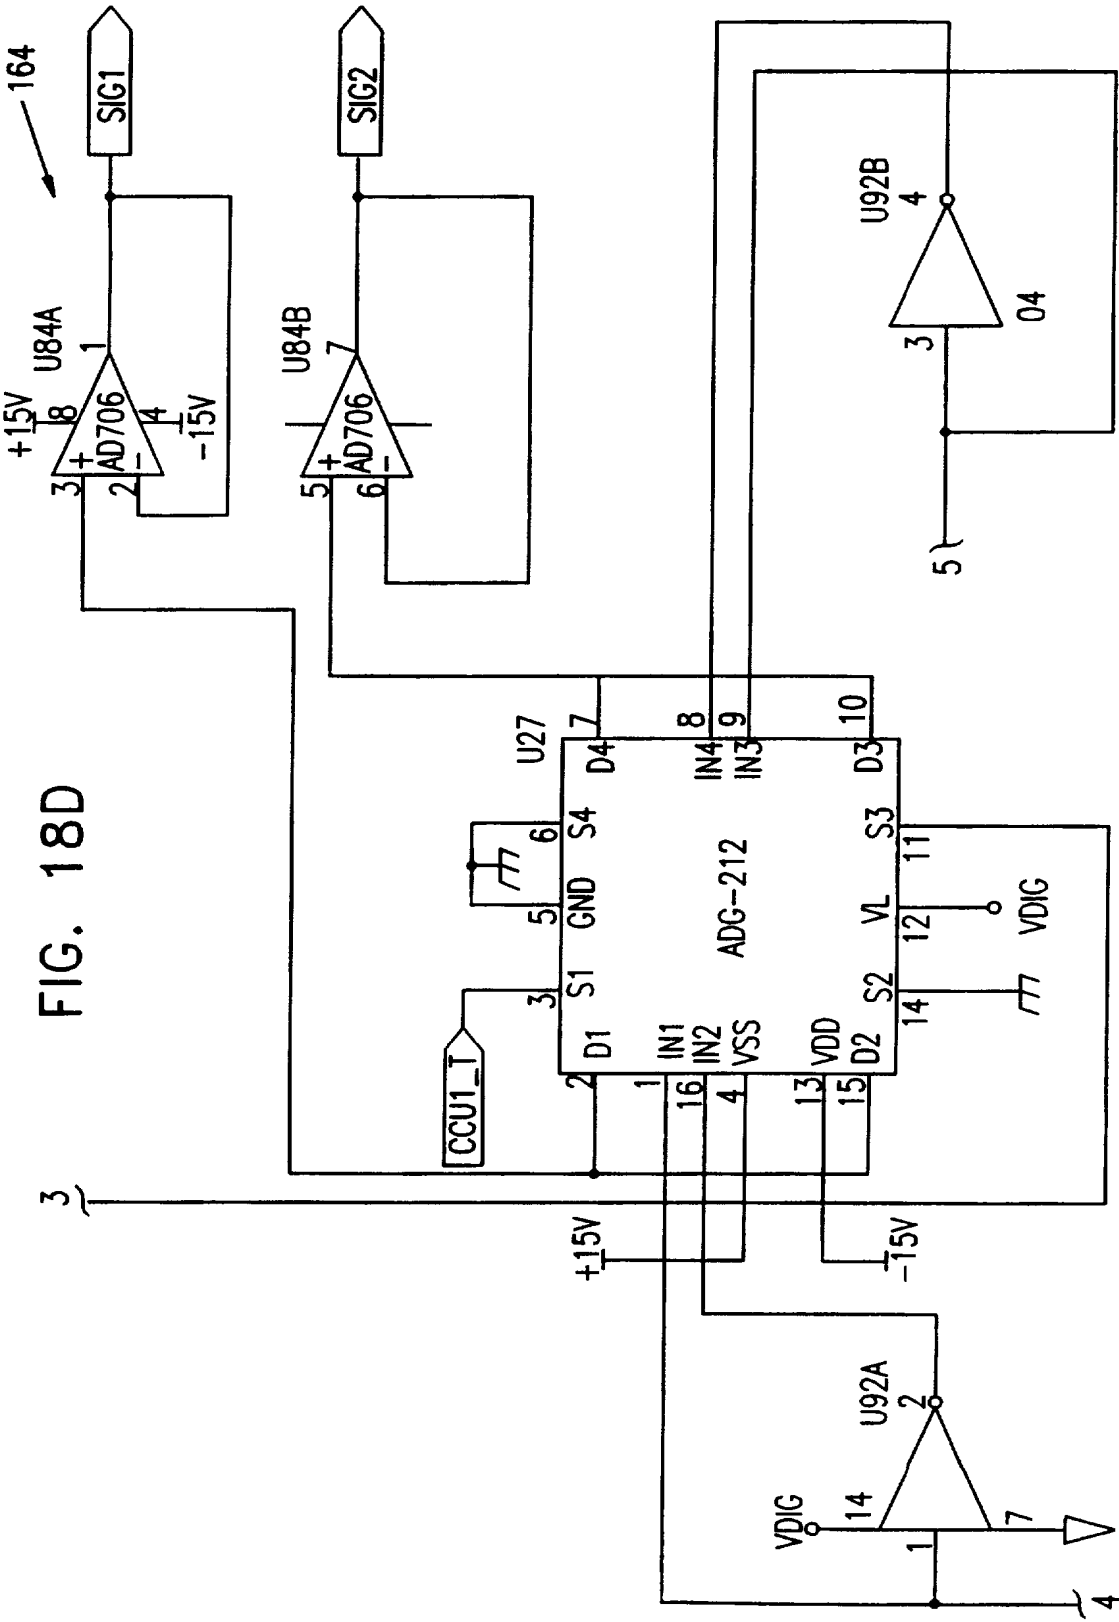 FIG. 18D
164
SIG1
SIG2
+15V
8
U84A
3
+
AD706
1
2
-
4
-15V
U84B
5
+
AD706
7
6
-
3
CCU1_T
U27
3
5
6
S1
GND
S4
2
D1
D4
7
1
IN1
16
IN2
4
VSS
ADG-212
IN4
8
IN3
9
13
VDD
15
D2
D3
10
S2
VL
S3
14
12
11
VDIG
+15V
-15V
U92A
VDIG
14
1
2
7
4
U92B
3
4
04
5